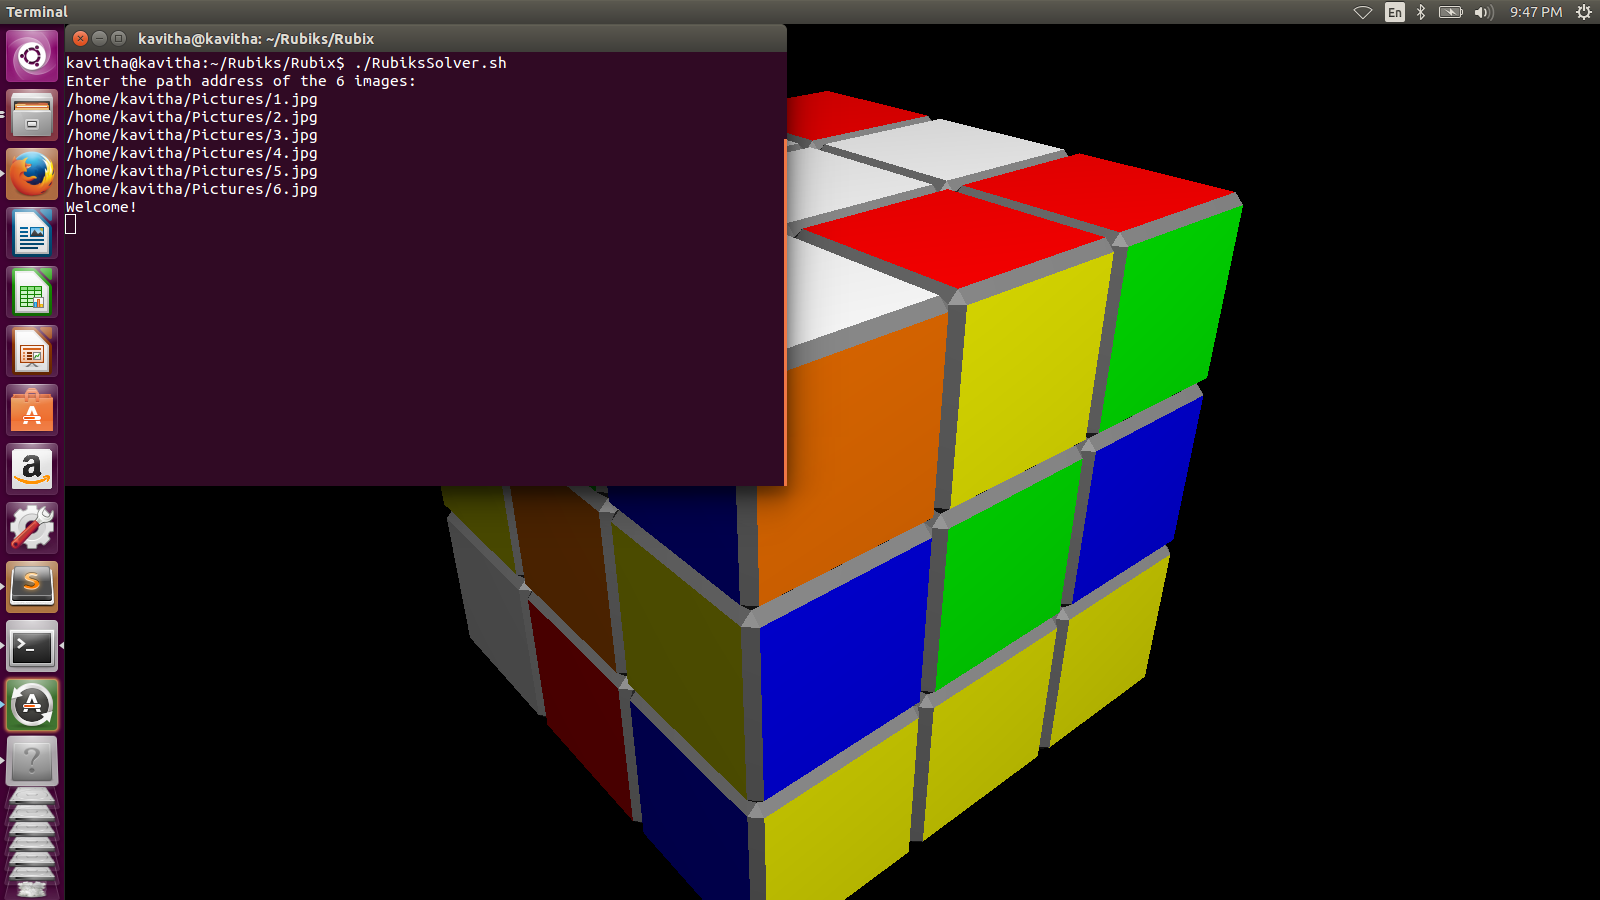 Terminal
En
9:47 PM
kavitha@kavitha: ~/Rubiks/Rubix
kavitha@kavitha:~/Rubiks/Rubix$ ./RubiksSolver.sh
Enter the path address of the 6 images:
/home/kavitha/Pictures/1.jpg
/home/kavitha/Pictures/2.jpg
/home/kavitha/Pictures/3.jpg
/home/kavitha/Pictures/4.jpg
/home/kavitha/Pictures/5.jpg
/home/kavitha/Pictures/6.jpg
Welcome!